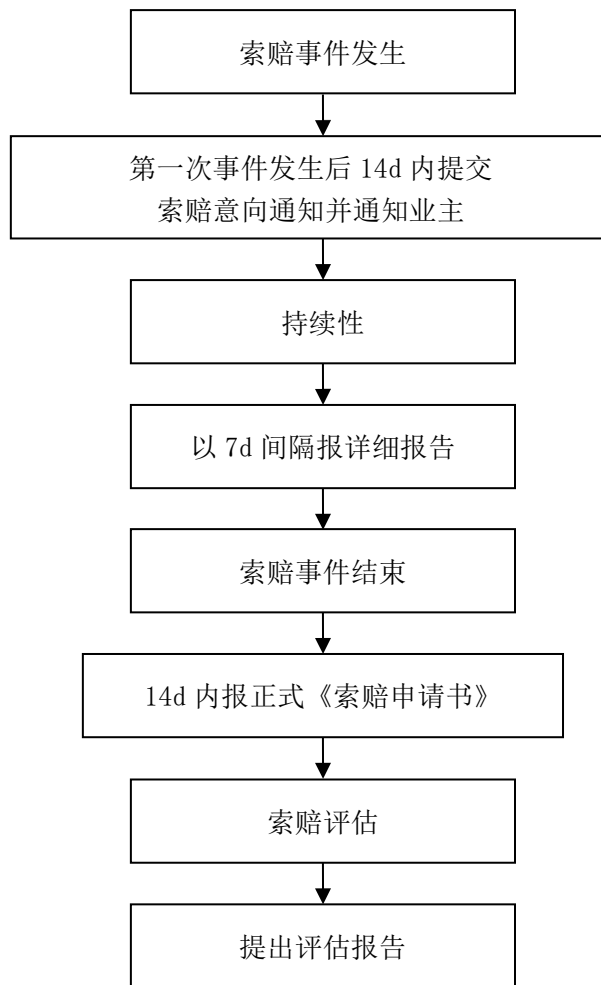 索赔事件发生
第一次事件发生后 14d 内提交
索赔意向通知并通知业主
持续性
以 7d 间隔报详细报告
索赔事件结束
14d 内报正式《索赔申请书》
索赔评估
提出评估报告